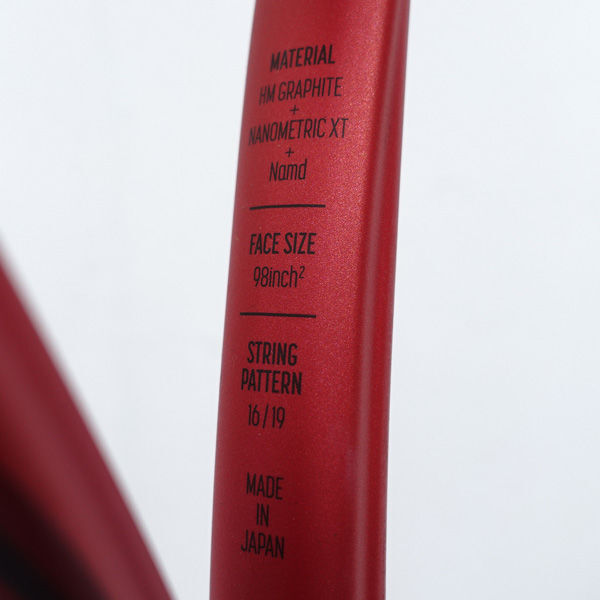 MATERIAL
HM GRAPHITE
+
NANOMETRIC XT
+
Namd
FACE SIZE
98inch²
STRING
PATTERN
16 / 19
MADE
IN
JAPAN